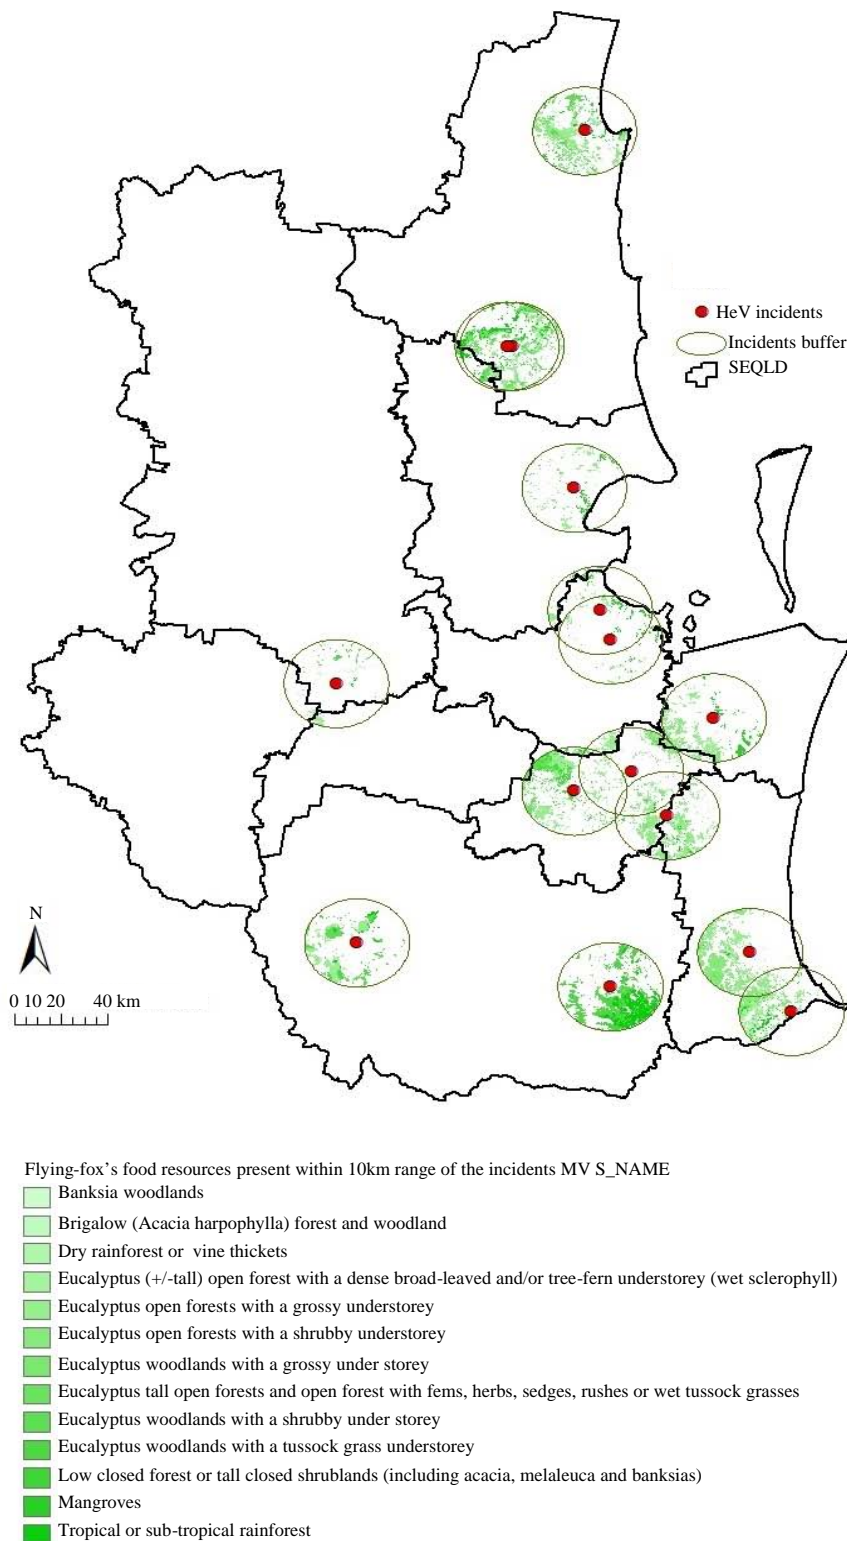 HeV incidents
Incidents buffer
SEQLD
N
0 10 20 40 km
Flying-fox’s food resources present within 10km range of the incidents MV S_NAME
Banksia woodlands
Brigalow (Acacia harpophylla) forest and woodland
Dry rainforest or vine thickets
Eucalyptus (+/-tall) open forest with a dense broad-leaved and/or tree-fern understorey (wet sclerophyll)
Eucalyptus open forests with a grossy understorey
Eucalyptus open forests with a shrubby understorey
Eucalyptus woodlands with a grossy under storey
Eucalyptus tall open forests and open forest with fems, herbs, sedges, rushes or wet tussock grasses
Eucalyptus woodlands with a shrubby under storey
Eucalyptus woodlands with a tussock grass understorey
Low closed forest or tall closed shrublands (including acacia, melaleuca and banksias)
Mangroves
Tropical or sub-tropical rainforest